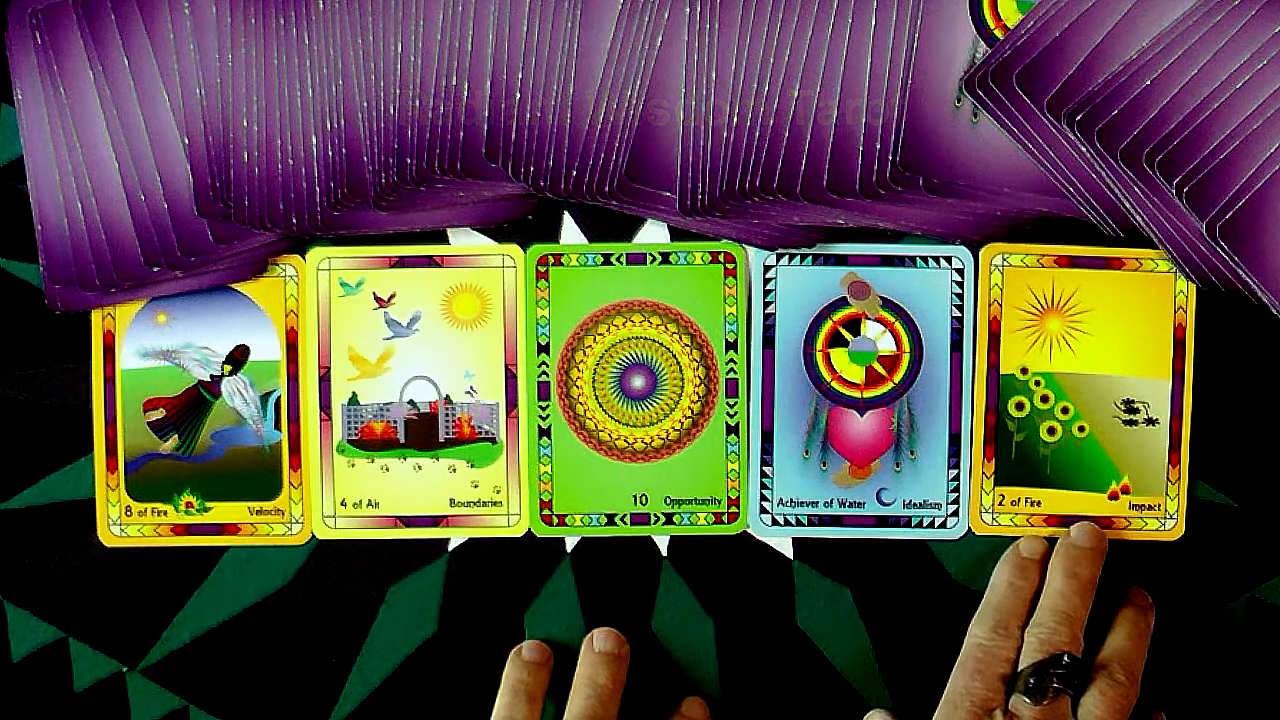 8 of Fire Velocity
4 of Air Boundaries
10 Opportunity
Achiever of Water Idealism
2 of Fire Impact